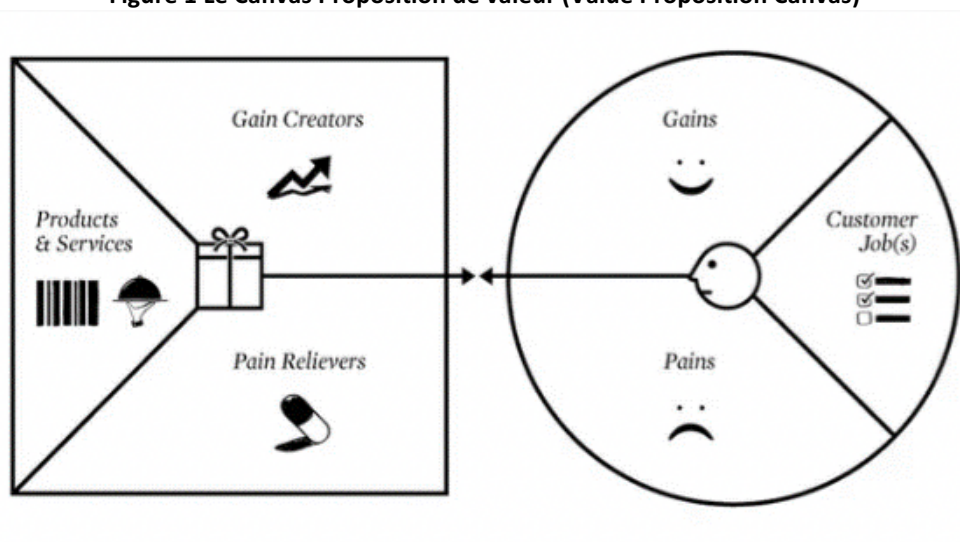 Figure 1 Le Canvas Proposition de Valeur (Value Proposition Canvas)
Gain Creators
Products
& Services
Pain Relievers
Gains
Customer
Job(s)
Pains